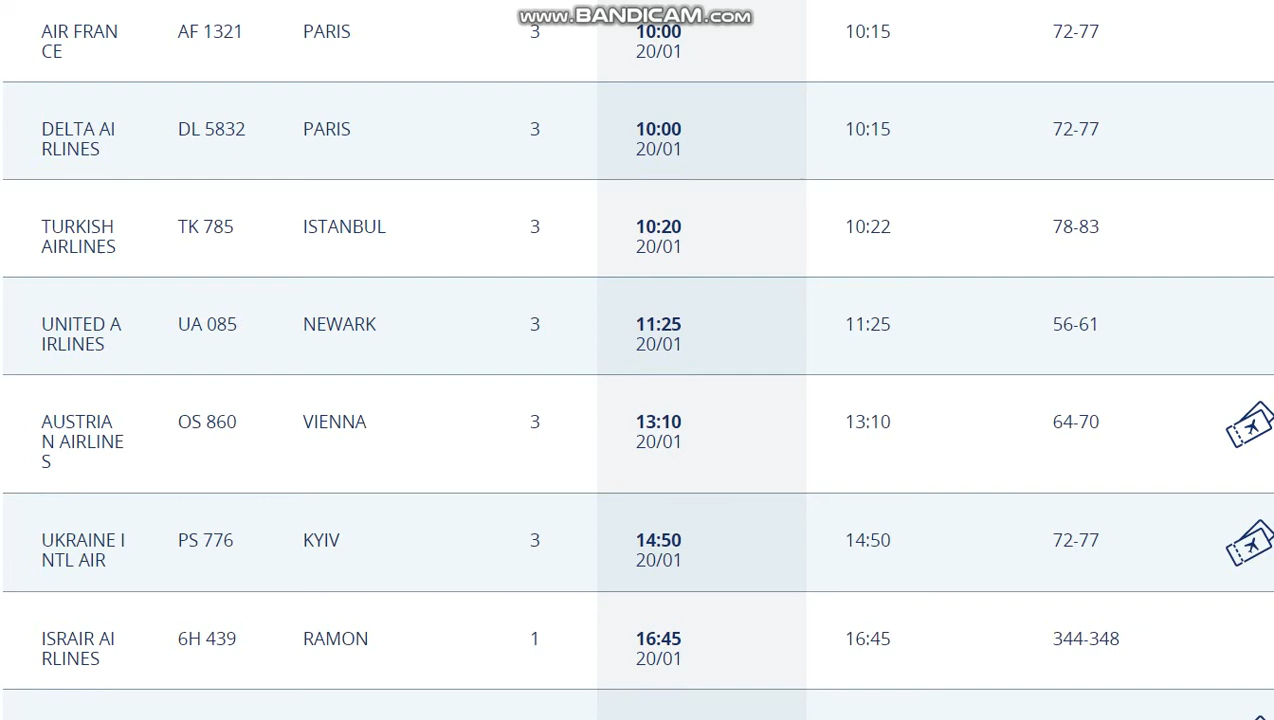 www.BANDICAM.com
AIR FRAN AF 1321 PARIS 3 10:00 10:15 72-77
CE 20/01
DELTA AI DL 5832 PARIS 3 10:00 10:15 72-77
RLINES 20/01
TURKISH TK 785 ISTANBUL 3 10:20 10:22 78-83
AIRLINES 20/01
UNITED A UA 085 NEWARK 3 11:25 11:25 56-61
IRLINES 20/01
AUSTRIA OS 860 VIENNA 3 13:10 13:10 64-70
N AIRLINE 20/01
S
UKRAINE I PS 776 KYIV 3 14:50 14:50 72-77
NTL AIR 20/01
ISRAIR AI 6H 439 RAMON 1 16:45 16:45 344-348
RLINES 20/01